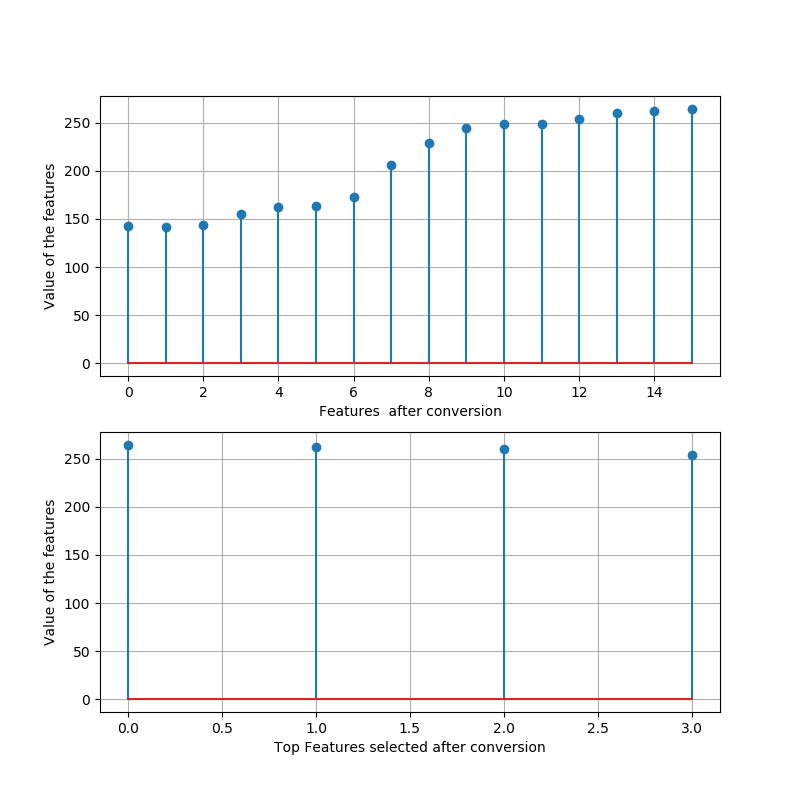 250
200
150
100
50
0
Value of the features
0 2 4 6 8 10 12 14
Features  after conversion
250
200
150
100
50
0
Value of the features
0.0 0.5 1.0 1.5 2.0 2.5 3.0
Top Features selected after conversion